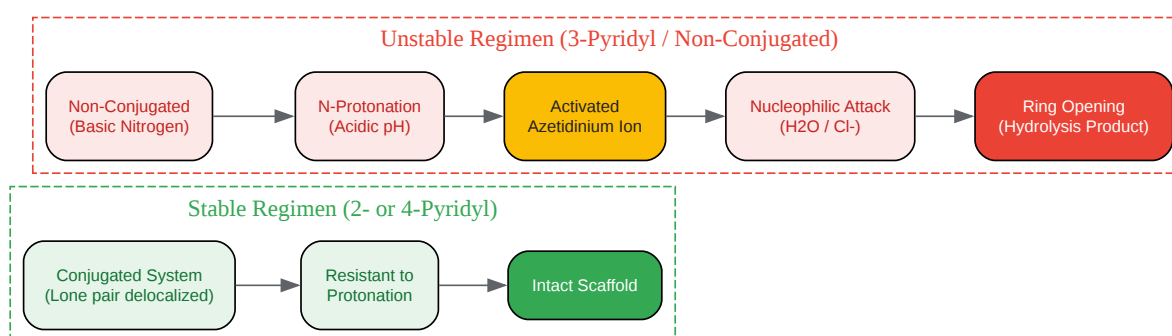 Unstable Regimen (3-Pyridyl / Non-Conjugated)
Non-Conjugated
(Basic Nitrogen)
N-Protonation
(Acidic pH)
Activated
Azetidinium Ion
Nucleophilic Attack
(H2O / Cl-)
Ring Opening
(Hydrolysis Product)
Stable Regimen (2- or 4-Pyridyl)
Conjugated System
(Lone pair delocalized)
Resistant to
Protonation
Intact Scaffold